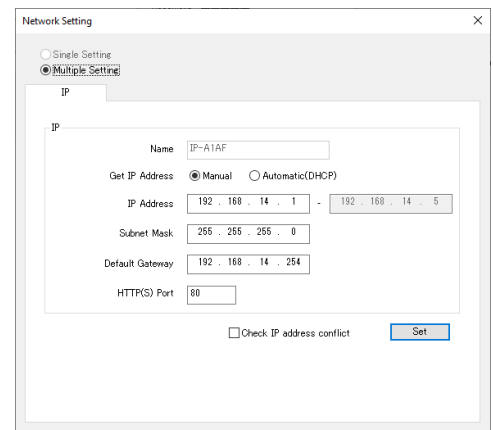 Network Setting
Single Setting
Multiple Setting
IP
IP
Name IP-A1AF
Get IP Address Manual Automatic(DHCP)
IP Address 192 . 168 . 14 . 1 - 192 . 168 . 14 . 5
Subnet Mask 255 . 255 . 255 . 0
Default Gateway 192 . 168 . 14 . 254
HTTP(S) Port 80
Check IP address conflict Set